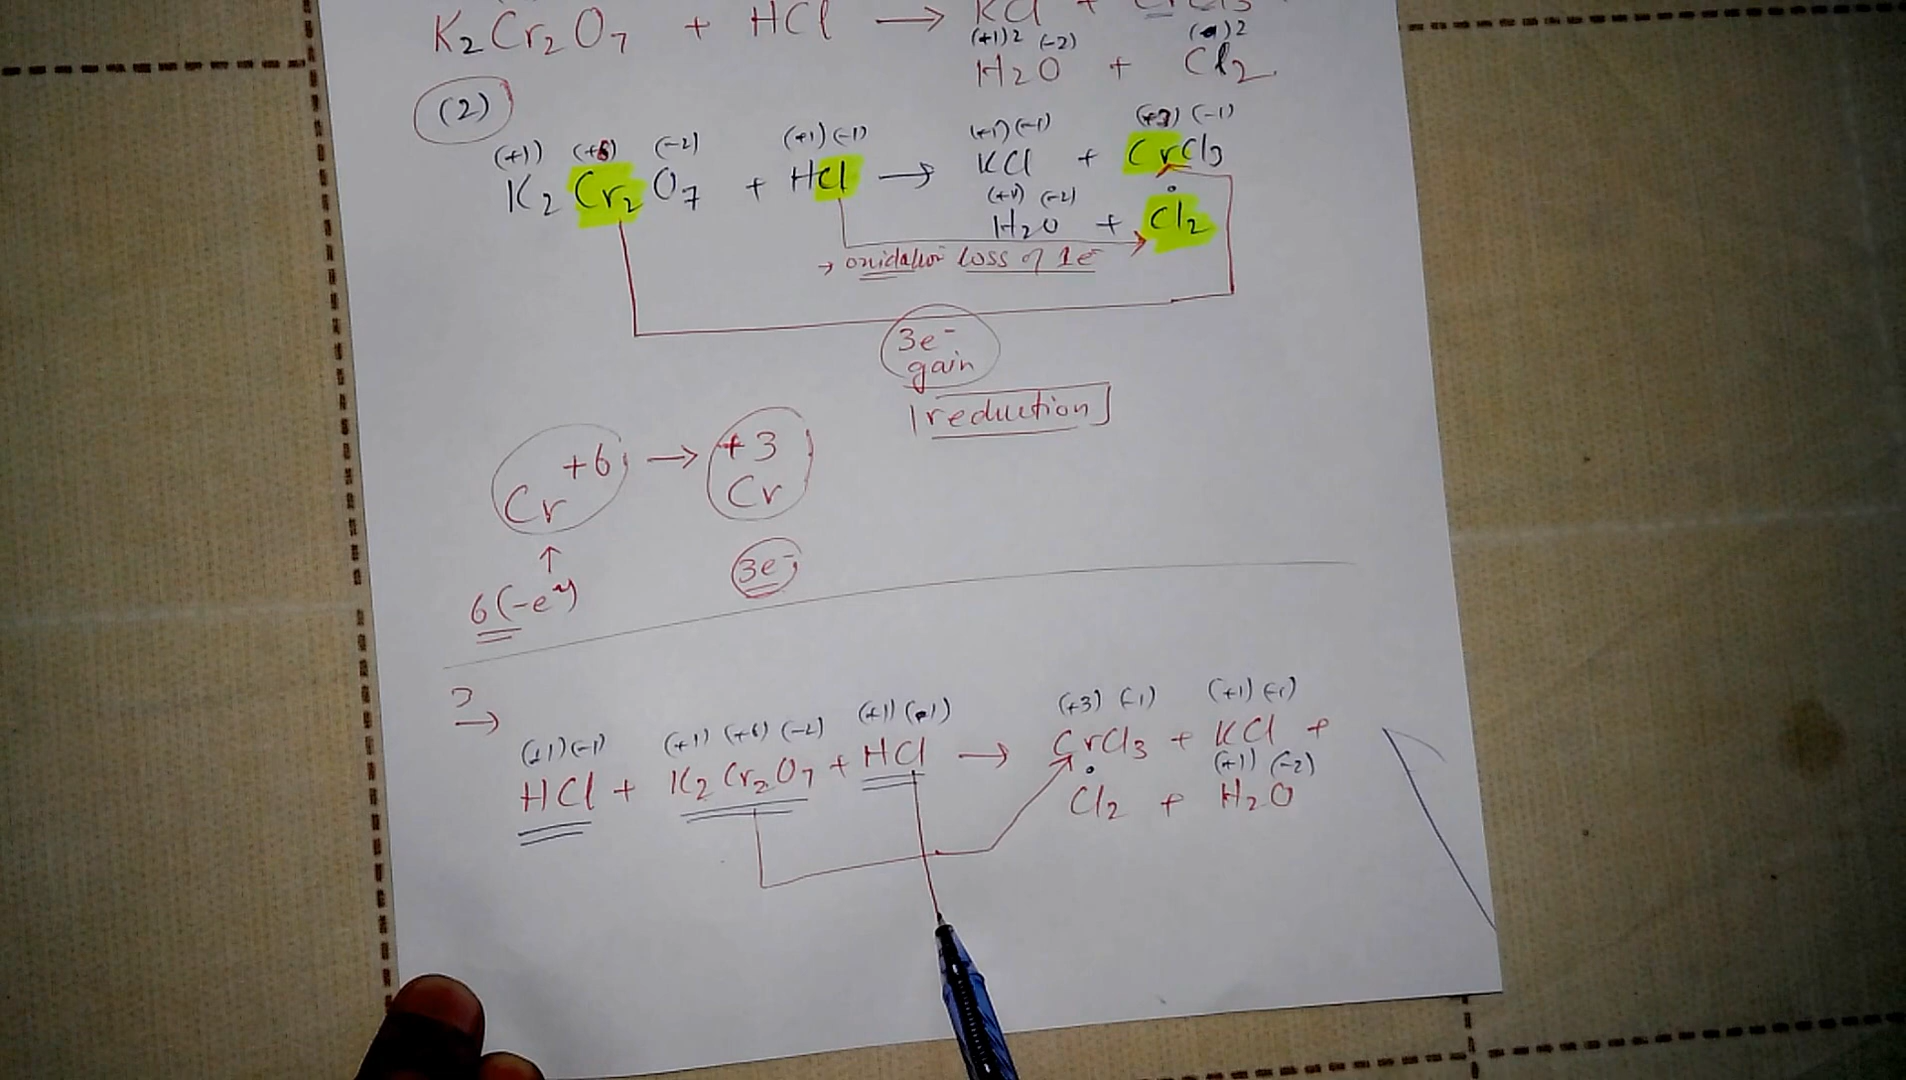 K2Cr2O7 + HCl → KCl + CrCl3
(+1)2 (-2) (0)2
H2O + Cl2
(2)
(+1) (+6) (-2) (+1) (-1) (+1) (-1) (+3) (-1)
K2Cr2O7 + HCl → KCl + CrCl3
(+1) (-2)
H2O + Cl2
→ oxidation loss of 1e-
3e-
gain
reduction
Cr+6 → +3
Cr
6(-e) 3e-
3 →
(+1)(-1) (+1) (+6) (-2) (+1) (-1) (+3) (-1) (+1) (-1)
HCl + K2Cr2O7 + HCl → CrCl3 + KCl +
(+1) (-2)
Cl2 + H2O